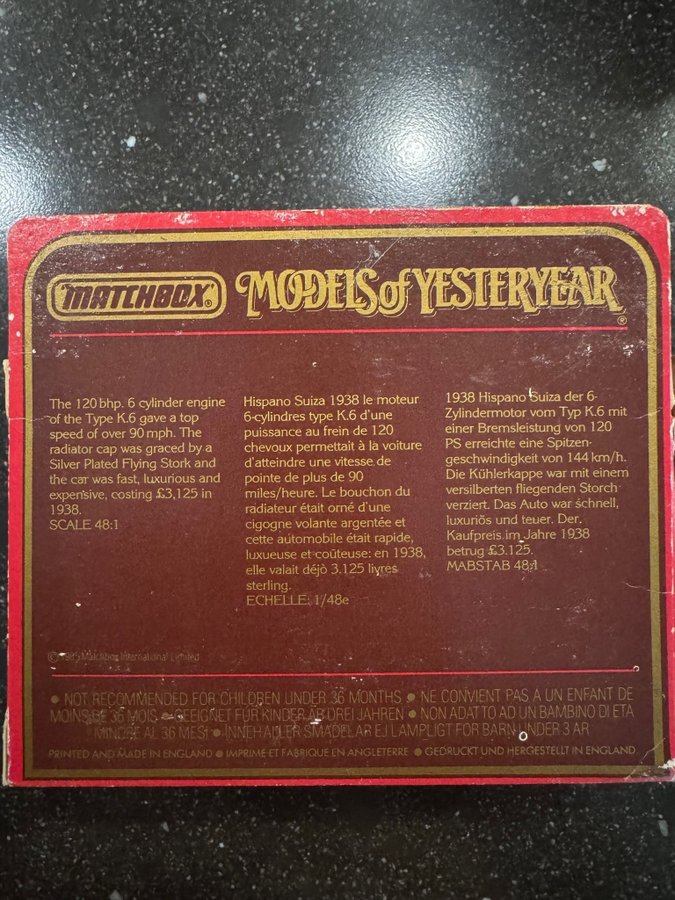 MATCHBOX®
MODELS of YESTERYEAR®
The 120 bhp. 6 cylinder engine
of the Type K.6 gave a top
speed of over 90 mph. The
radiator cap was graced by a
Silver Plated Flying Stork and
the car was fast, luxurious and
expensive, costing £3,125 in
1938.
SCALE 48:1
Hispano Suiza 1938 le moteur
6-cylindres type K.6 d'une
puissance au frein de 120
chevoux permettait à la voiture
d'atteindre une vitesse de
pointe de plus de 90
miles/heure. Le bouchon du
radiateur était orné d'une
cigogne volante argentée et
cette automobile était rapide,
luxueuse et coûteuse: en 1938,
elle valait déjò 3.125 livres
sterling.
ECHELLE: 1/48e
1938 Hispano Suiza der 6-
Zylindermotor vom Typ K.6 mit
einer Bremsleistung von 120
PS erreichte eine Spitzen-
geschwindigkeit von 144 km/h.
Die Kühlerkappe war mit einem
versilberten fliegenden Storch
verziert. Das Auto war schnell,
luxuriös und teuer. Der
Kaufpreis im Jahre 1938
betrug £3.125.
MABSTAB 48:1
© Matchbox International Limited
• NOT RECOMMENDED FOR CHILDREN UNDER 36 MONTHS • NE CONVIENT PAS A UN ENFANT DE
MOINS DE 36 MOIS • GEEIGNET FUR KINDER AB DREI JAHREN • NON ADATTO AD UN BAMBINO DI ETA
MINORE AL 36 MESI • INNEHALLER SMADELAR EJ LAMPLIGT FOR BARN UNDER 3 AR
PRINTED AND MADE IN ENGLAND • IMPRIME ET FABRIQUE EN ANGLETERRE • GEDRUCKT UND HERGESTELLT IN ENGLAND